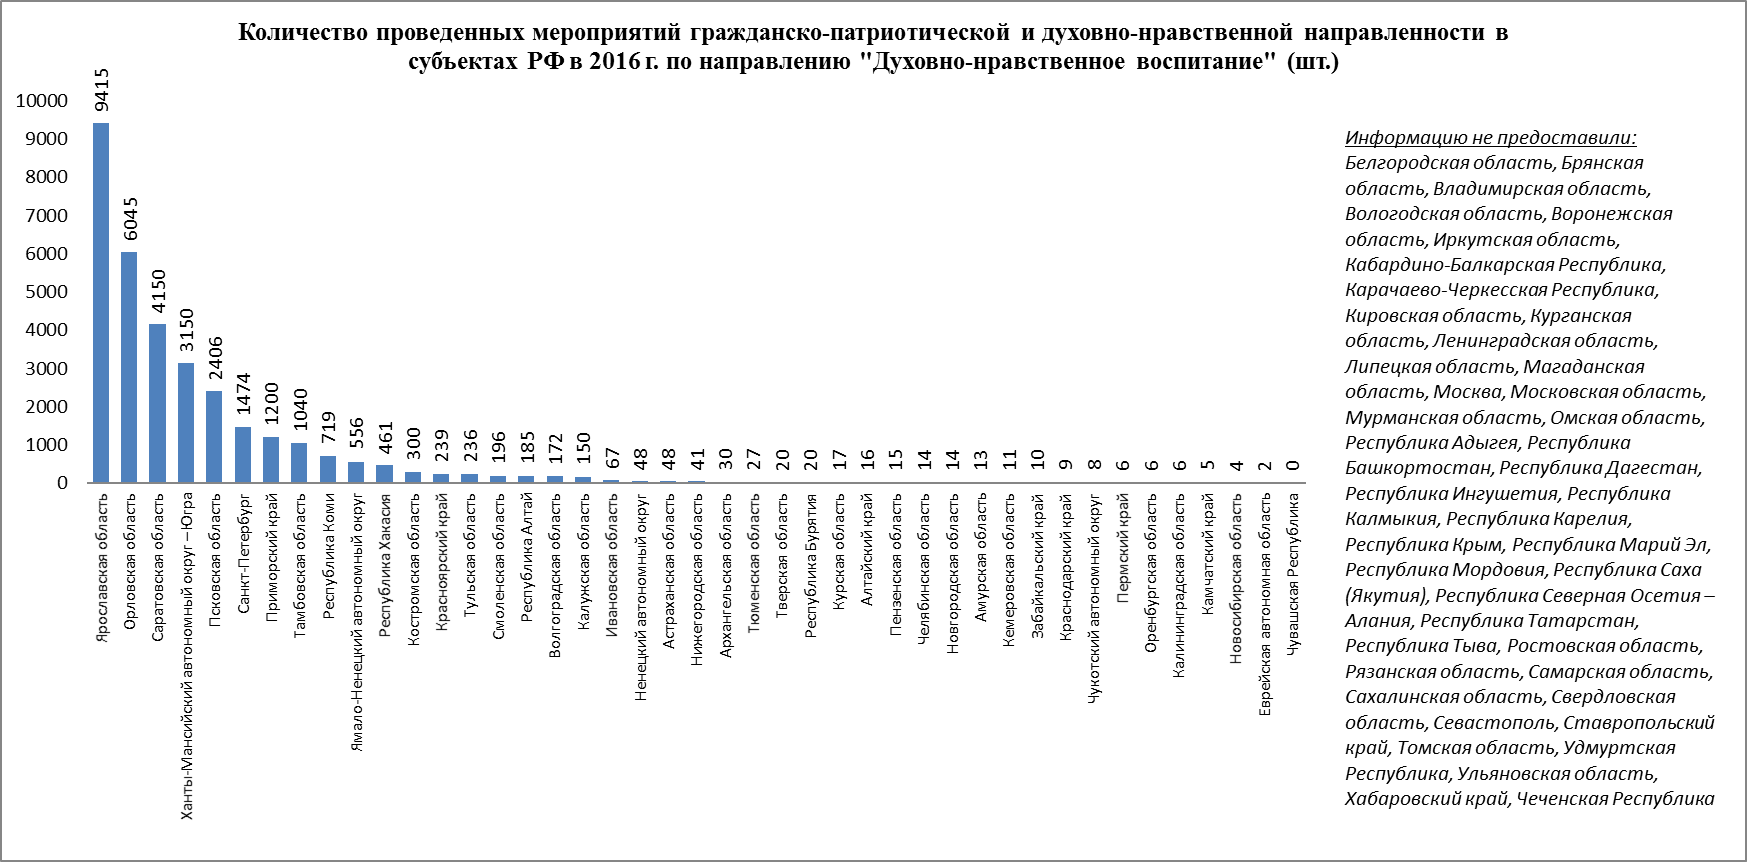 Количество проведенных мероприятий гражданско-патриотической и духовно-нравственной направленности в
субъектах РФ в 2016 г. по направлению "Духовно-нравственное воспитание" (шт.)
10000
9000
8000
7000
6000
5000
4000
3000
2000
1000
0
9415
6045
4150
3150
2406
1474
1200
1040
719
556
461
300
239
236
196
185
172
150
67
48
48
41
30
27
20
20
17
16
15
14
14
13
11
10
9
8
6
6
6
5
4
2
0
Ярославская область
Орловская область
Саратовская область
Ханты-Мансийский автономный округ –Югра
Псковская область
Санкт-Петербург
Приморский край
Тамбовская область
Республика Коми
Ямало-Ненецкий автономный округ
Республика Хакасия
Костромская область
Красноярский край
Тульская область
Смоленская область
Республика Алтай
Волгоградская область
Калужская область
Ивановская область
Ненецкий автономный округ
Астраханская область
Нижегородская область
Архангельская область
Тюменская область
Тверская область
Республика Бурятия
Курская область
Алтайский край
Пензенская область
Челябинская область
Новгородская область
Амурская область
Кемеровская область
Забайкальский край
Краснодарский край
Чукотский автономный округ
Пермский край
Оренбургская область
Калининградская область
Камчатский край
Новосибирская область
Еврейская автономная область
Чувашская Республика
Информацию не предоставили:
Белгородская область, Брянская
область, Владимирская область,
Вологодская область, Воронежская
область, Иркутская область,
Кабардино-Балкарская Республика,
Карачаево-Черкесская Республика,
Кировская область, Курганская
область, Ленинградская область,
Липецкая область, Магаданская
область, Москва, Московская область,
Мурманская область, Омская область,
Республика Адыгея, Республика
Башкортостан, Республика Дагестан,
Республика Ингушетия, Республика
Калмыкия, Республика Карелия,
Республика Крым, Республика Марий Эл,
Республика Мордовия, Республика Саха
(Якутия), Республика Северная Осетия –
Алания, Республика Татарстан,
Республика Тыва, Ростовская область,
Рязанская область, Самарская область,
Сахалинская область, Свердловская
область, Севастополь, Ставропольский
край, Томская область, Удмуртская
Республика, Ульяновская область,
Хабаровский край, Чеченская Республика